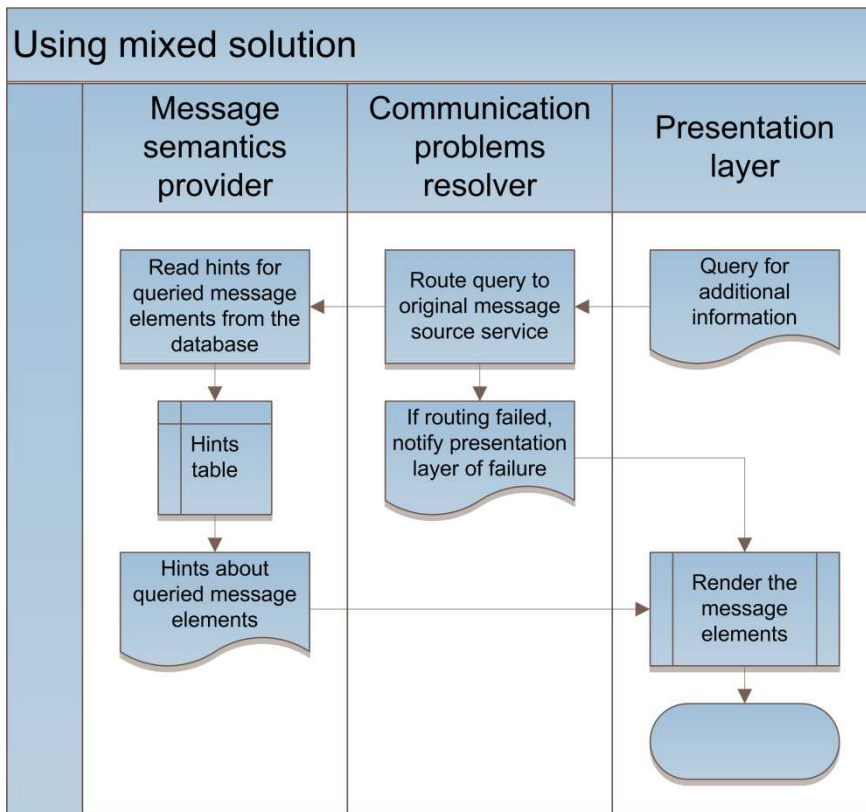 Using mixed solution
Message
semantics
provider
Communication
problems
resolver
Presentation
layer
Read hints for
queried message
elements from the
database
Route query to
original message
source service
Query for
additional
information
Hints
table
If routing failed,
notify presentation
layer of failure
Hints about
queried message
elements
Render the
message
elements